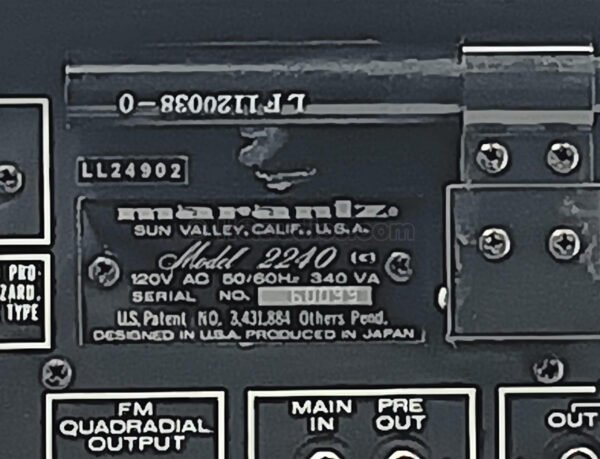 LF1120038-0
LL24902
marantz.
SUN VALLEY, CALIF., U.S.A.
Model 2240 (c)
120V AC 50/60Hz 340 VA
SERIAL NO.
U.S. Patent NO. 3,431,884 Others Pend.
DESIGNED IN U.S.A. PRODUCED IN JAPAN
PRO
ZARD.
TYPE
FM
QUADRADIAL
OUTPUT
MAIN
IN
PRE
OUT
OUT